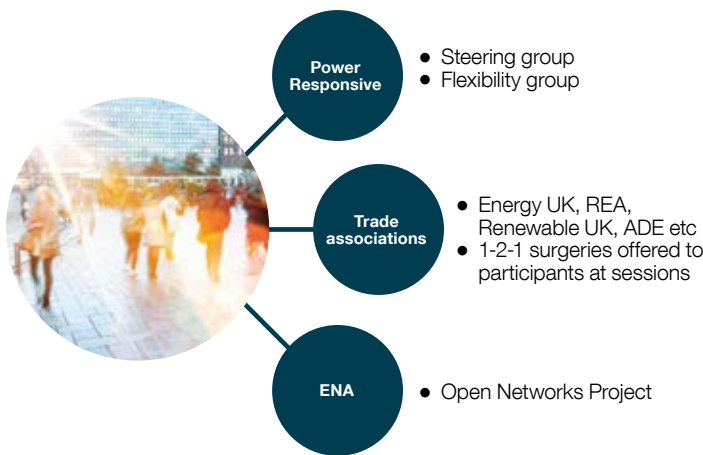 Power
Responsive
● Steering group
● Flexibility group
Trade
associations
● Energy UK, REA,
Renewable UK, ADE etc
● 1-2-1 surgeries offered to
participants at sessions
ENA
● Open Networks Project